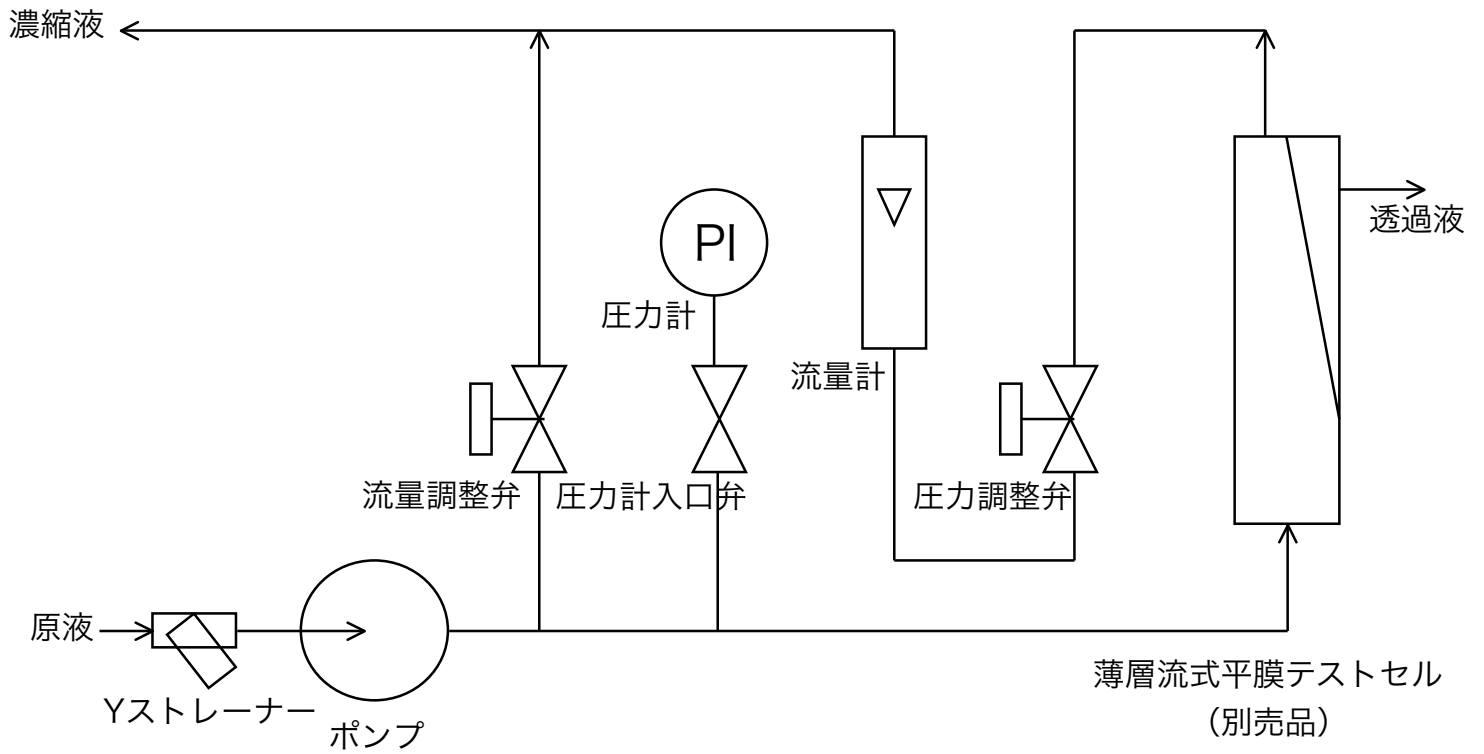 濃縮液
PI
透過液
圧力計
流量計
流量調整弁
圧力計入口弁
圧力調整弁
原液
Yストレーナー
ポンプ
薄層流式平膜テストセル
（別売品）